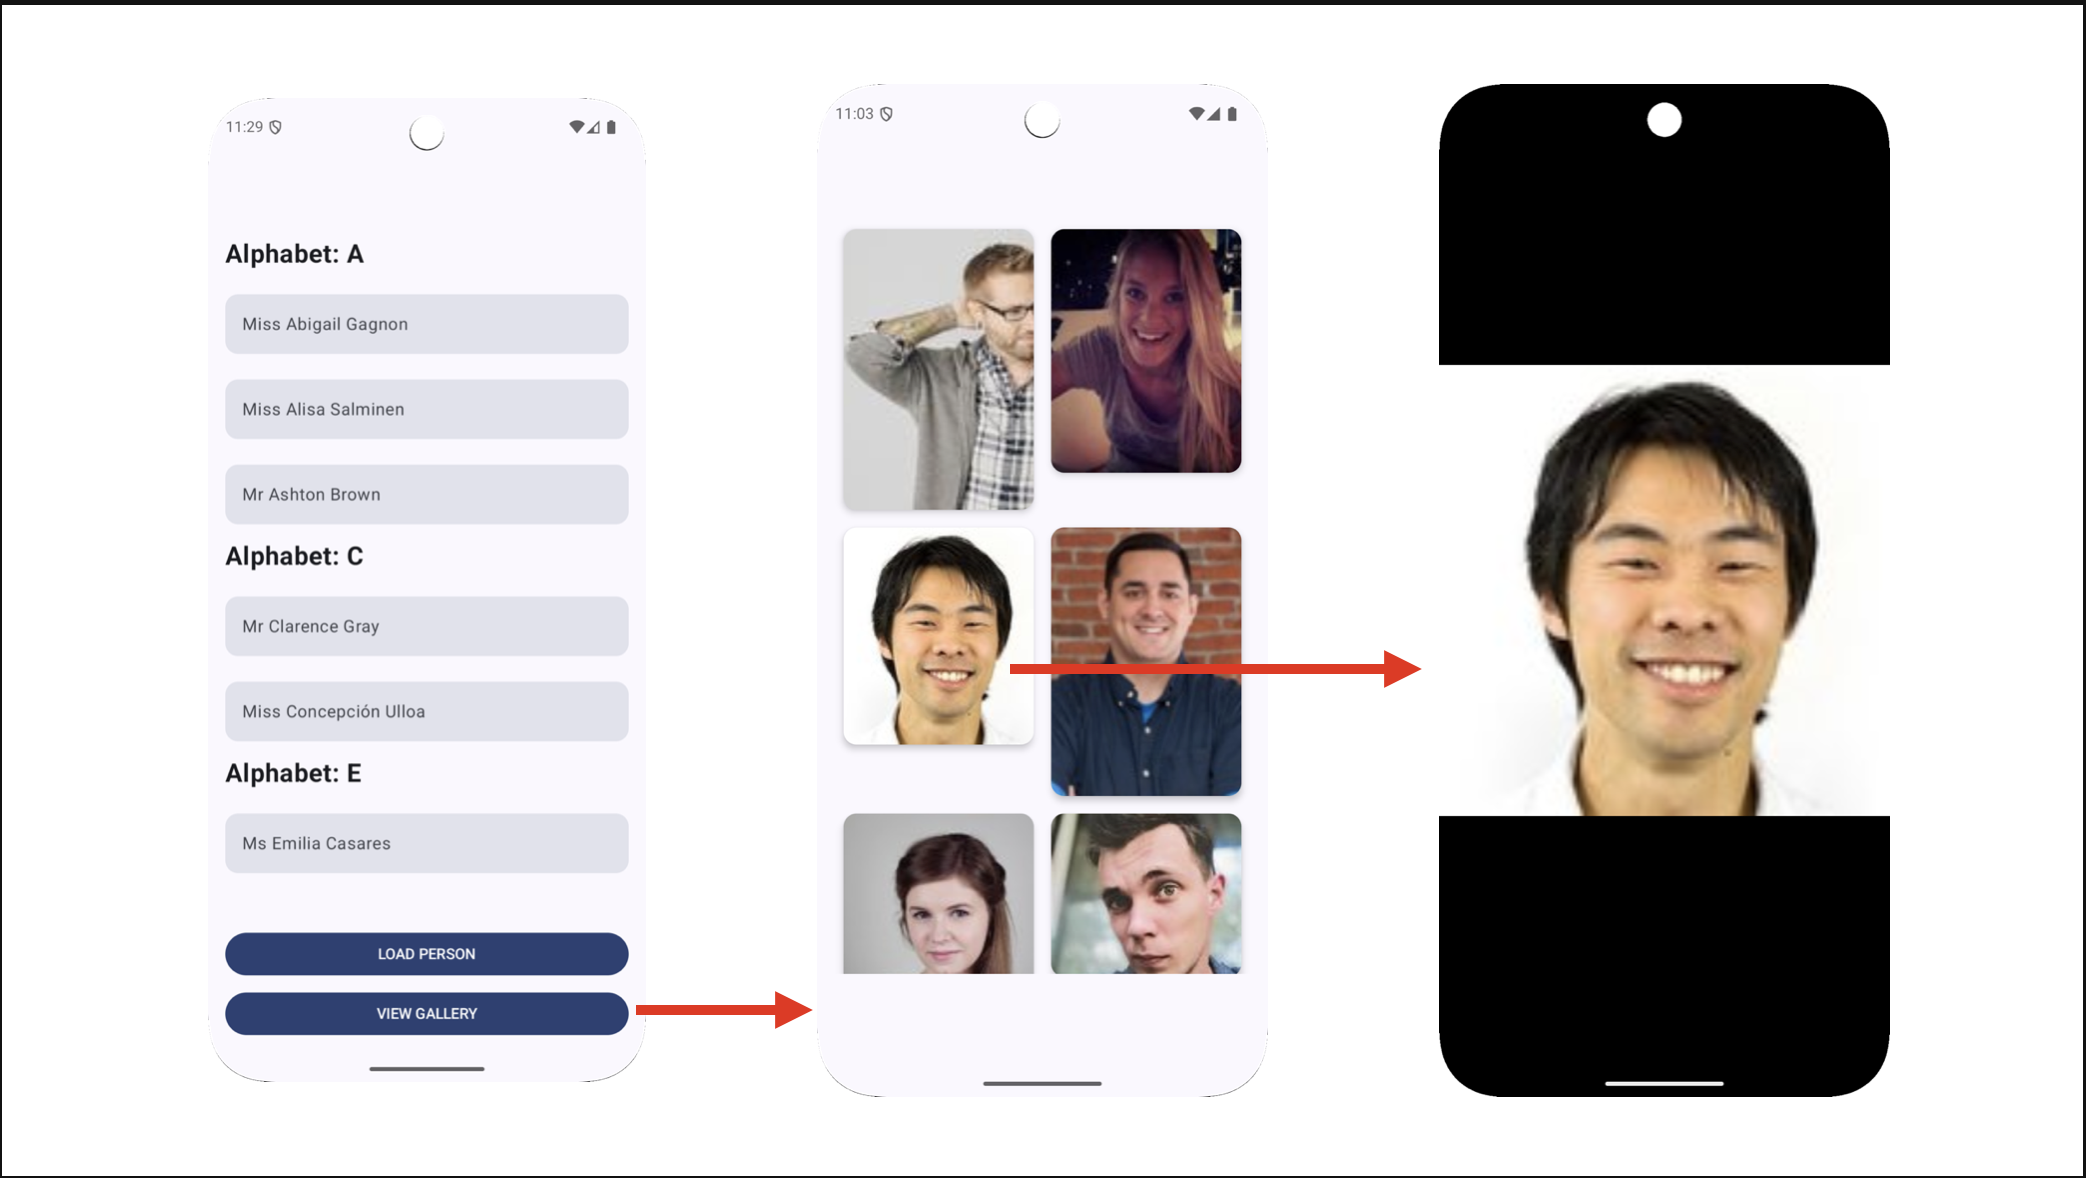 11:29
Alphabet: A
Miss Abigail Gagnon
Miss Alisa Salminen
Mr Ashton Brown
Alphabet: C
Mr Clarence Gray
Miss Concepción Ulloa
Alphabet: E
Ms Emilia Casares
LOAD PERSON
VIEW GALLERY
11:03